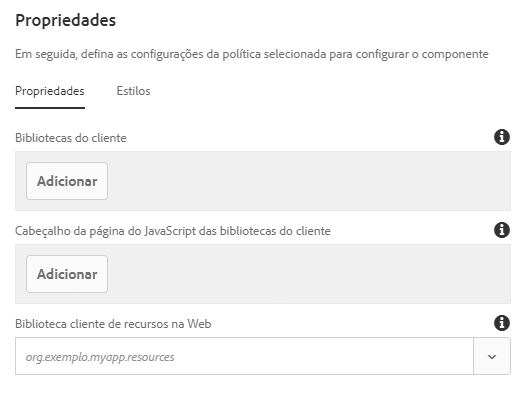 Propriedades
Em seguida, defina as configurações da política selecionada para configurar o componente
Propriedades Estilos
Bibliotecas do cliente
Adicionar
Cabeçalho da página do JavaScript das bibliotecas do cliente
Adicionar
Biblioteca cliente de recursos na Web
org.exemplo.myapp.resources